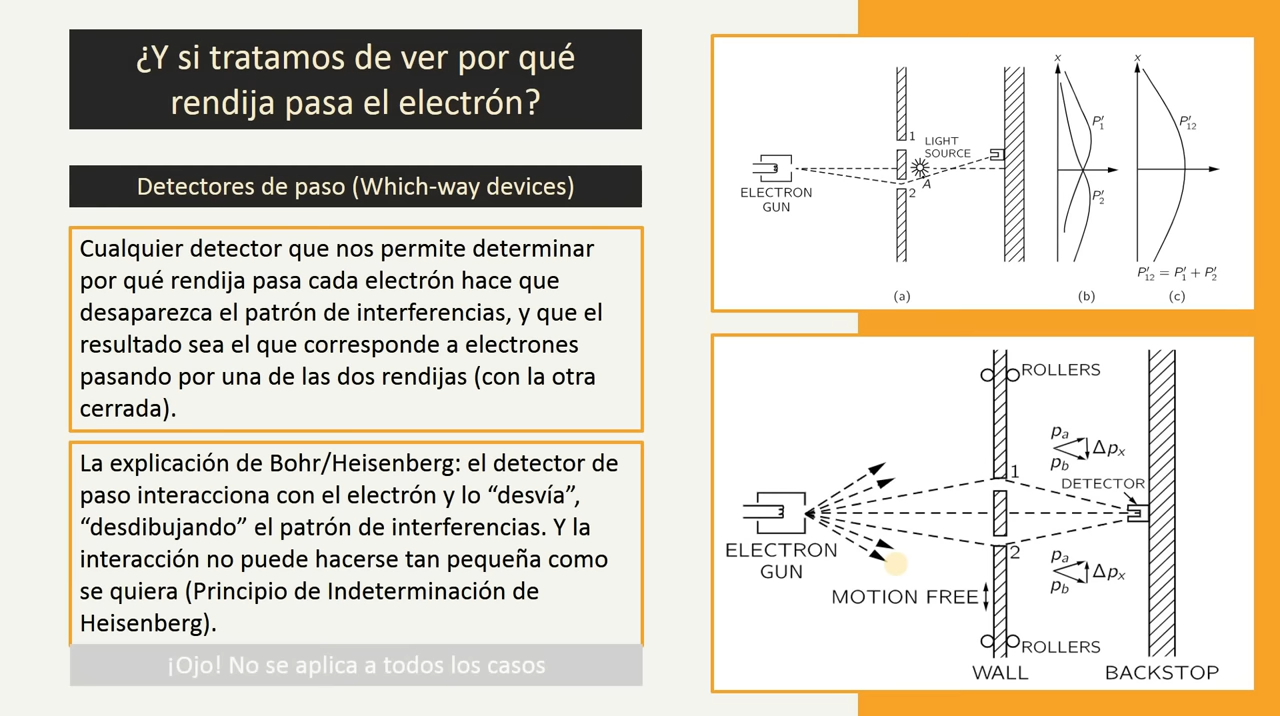 ¿Y si tratamos de ver por qué
rendija pasa el electrón?
Detectores de paso (Which-way devices)
Cualquier detector que nos permite determinar
por qué rendija pasa cada electrón hace que
desaparezca el patrón de interferencias, y que el
resultado sea el que corresponde a electrones
pasando por una de las dos rendijas (con la otra
cerrada).
La explicación de Bohr/Heisenberg: el detector de
paso interacciona con el electrón y lo “desvía”,
“desdibujando” el patrón de interferencias. Y la
interacción no puede hacerse tan pequeña como
se quiera (Principio de Indeterminación de
Heisenberg).
¡Ojo! No se aplica a todos los casos
x
x
1
LIGHT
SOURCE
P′1
P′12
ELECTRON
GUN
A
2
P′2
P′12 = P′1 + P′2
(a)
(b)
(c)
ROLLERS
pa
Δpx
pb
1
DETECTOR
ELECTRON
GUN
2
pa
Δpx
pb
MOTION FREE
ROLLERS
WALL
BACKSTOP